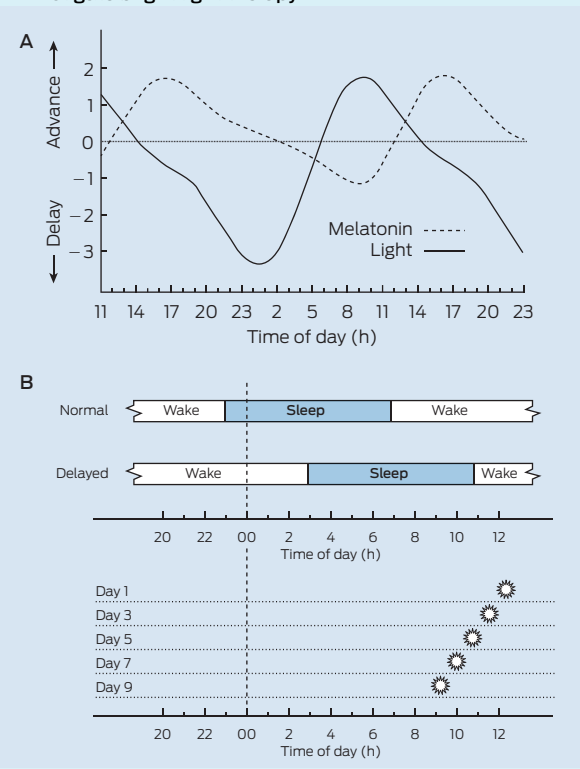 A
Advance
Delay
2
1
0
−1
−2
−3
Melatonin
Light
11 14 17 20 23 2 5 8 11 14 17 20 23
Time of day (h)
B
Normal Wake Sleep Wake
Delayed Wake Sleep Wake
20 22 00 2 4 6 8 10 12
Time of day (h)
Day 1
Day 3
Day 5
Day 7
Day 9
20 22 00 2 4 6 8 10 12
Time of day (h)